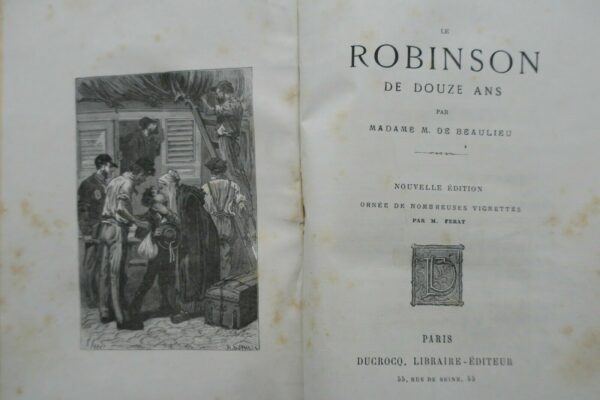 LE
ROBINSON
DE DOUZE ANS
PAR
MADAME M. DE BEAULIEU
NOUVELLE ÉDITION
ORNÉE DE NOMBREUSES VIGNETTES
PAR M. FERAT
PARIS
DUCROCQ, LIBRAIRE-ÉDITEUR
55, RUE DE SEINE, 55